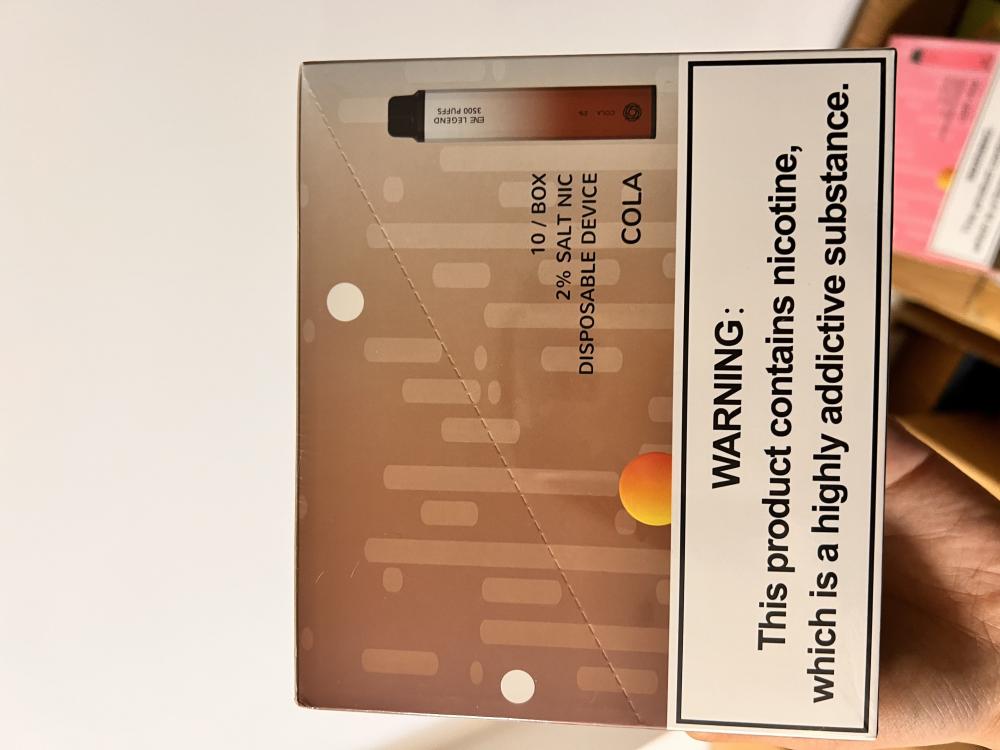 ENE LEGEND
3500 PUFFS
COLA 2%
10 / BOX
2% SALT NIC
DISPOSABLE DEVICE
COLA
WARNING:
This product contains nicotine,
which is a highly addictive substance.